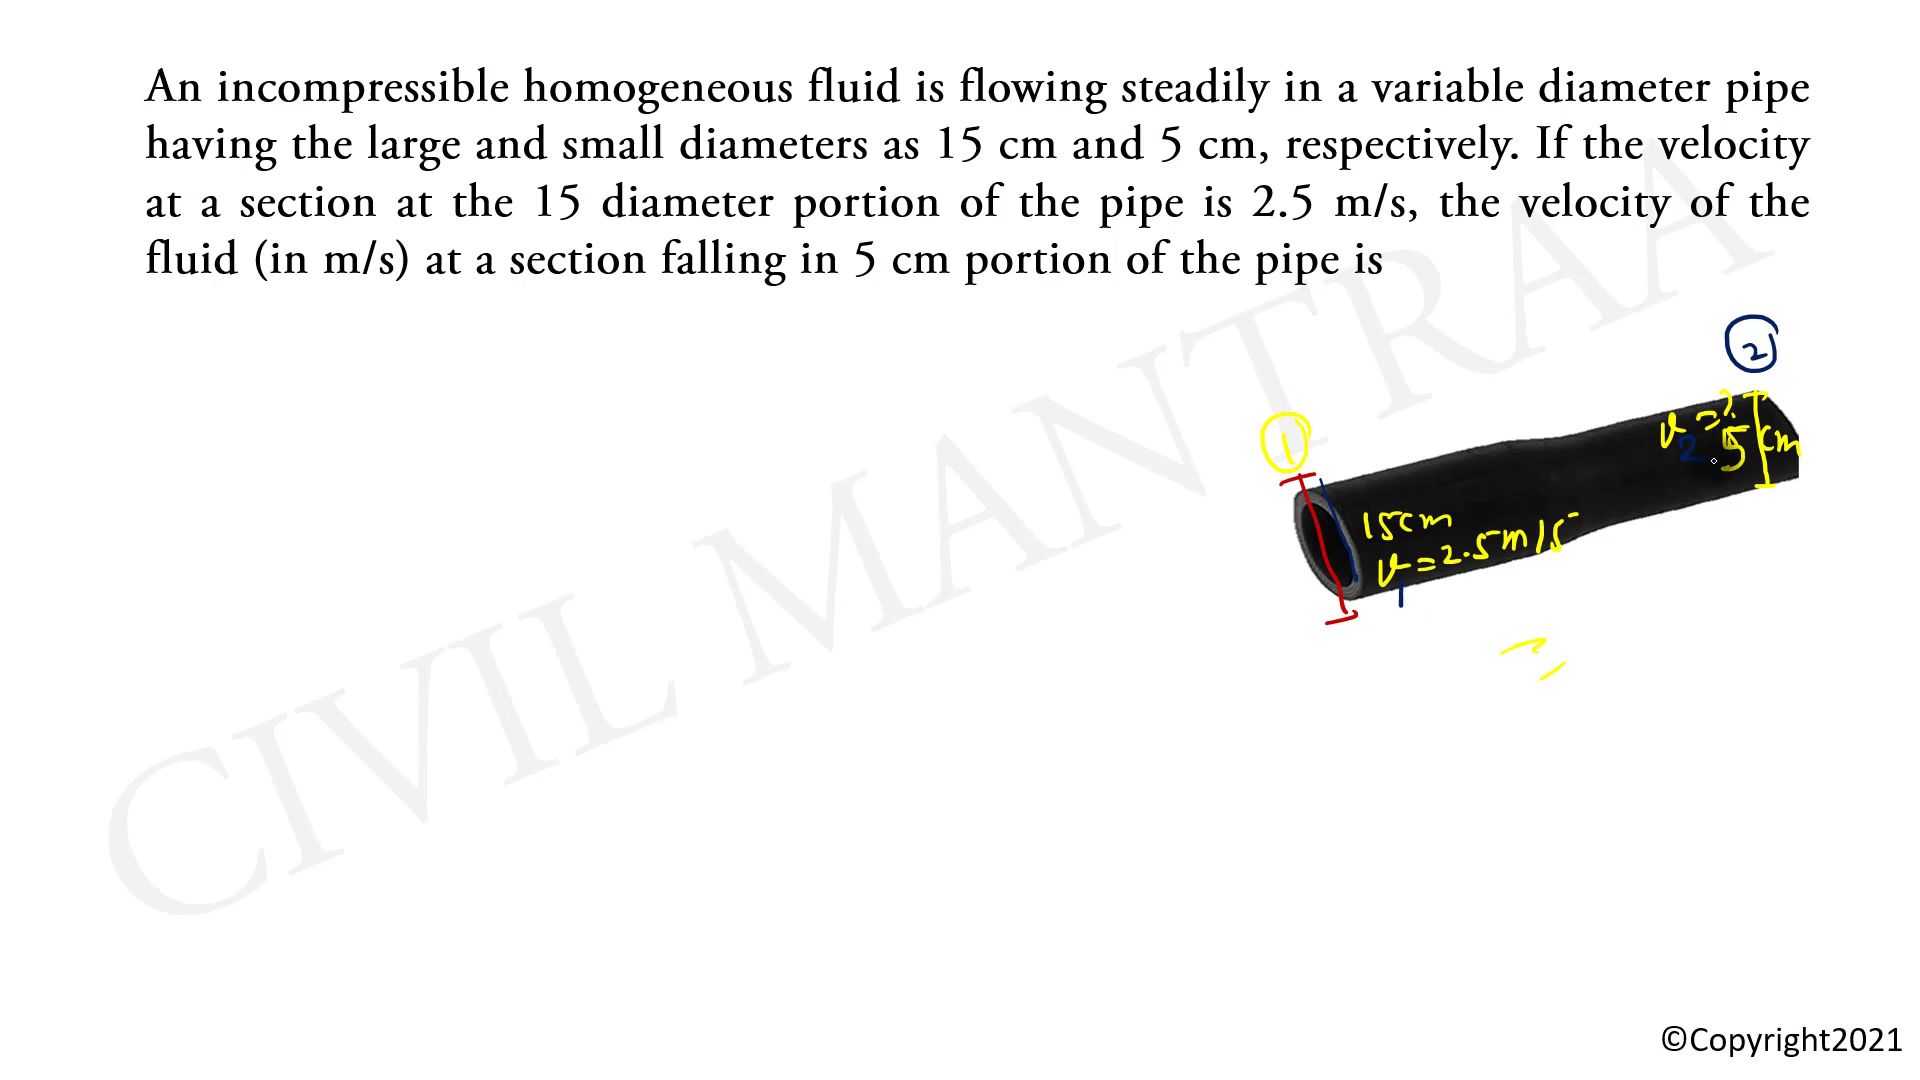 An incompressible homogeneous fluid is flowing steadily in a variable diameter pipe
having the large and small diameters as 15 cm and 5 cm, respectively. If the velocity
at a section at the 15 diameter portion of the pipe is 2.5 m/s, the velocity of the
fluid (in m/s) at a section falling in 5 cm portion of the pipe is
CIVIL MANTRAA
2
1
v2 = ?
5 cm
15cm
v1 = 2.5 m/s
©Copyright2021